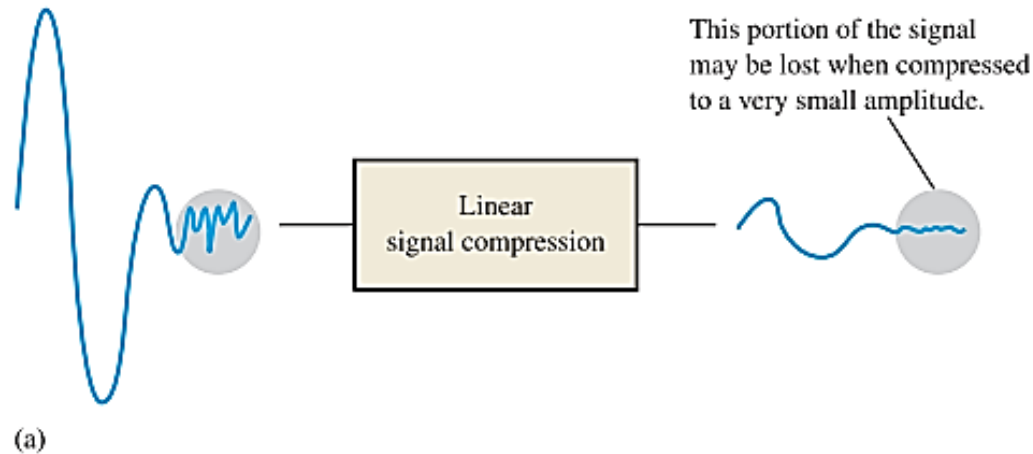 This portion of the signal
may be lost when compressed
to a very small amplitude.
Linear
signal compression
(a)